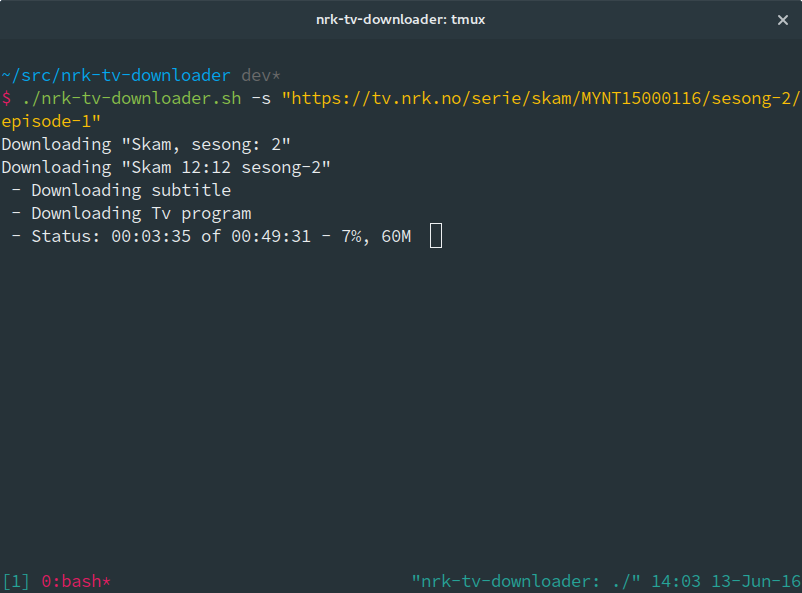 nrk-tv-downloader: tmux ×
~/src/nrk-tv-downloader dev*
$ ./nrk-tv-downloader.sh -s "https://tv.nrk.no/serie/skam/MYNT15000116/sesong-2/
episode-1"
Downloading "Skam, sesong: 2"
Downloading "Skam 12:12 sesong-2"
 - Downloading subtitle
 - Downloading Tv program
 - Status: 00:03:35 of 00:49:31 - 7%, 60M
[1] 0:bash* "nrk-tv-downloader: ./" 14:03 13-Jun-16